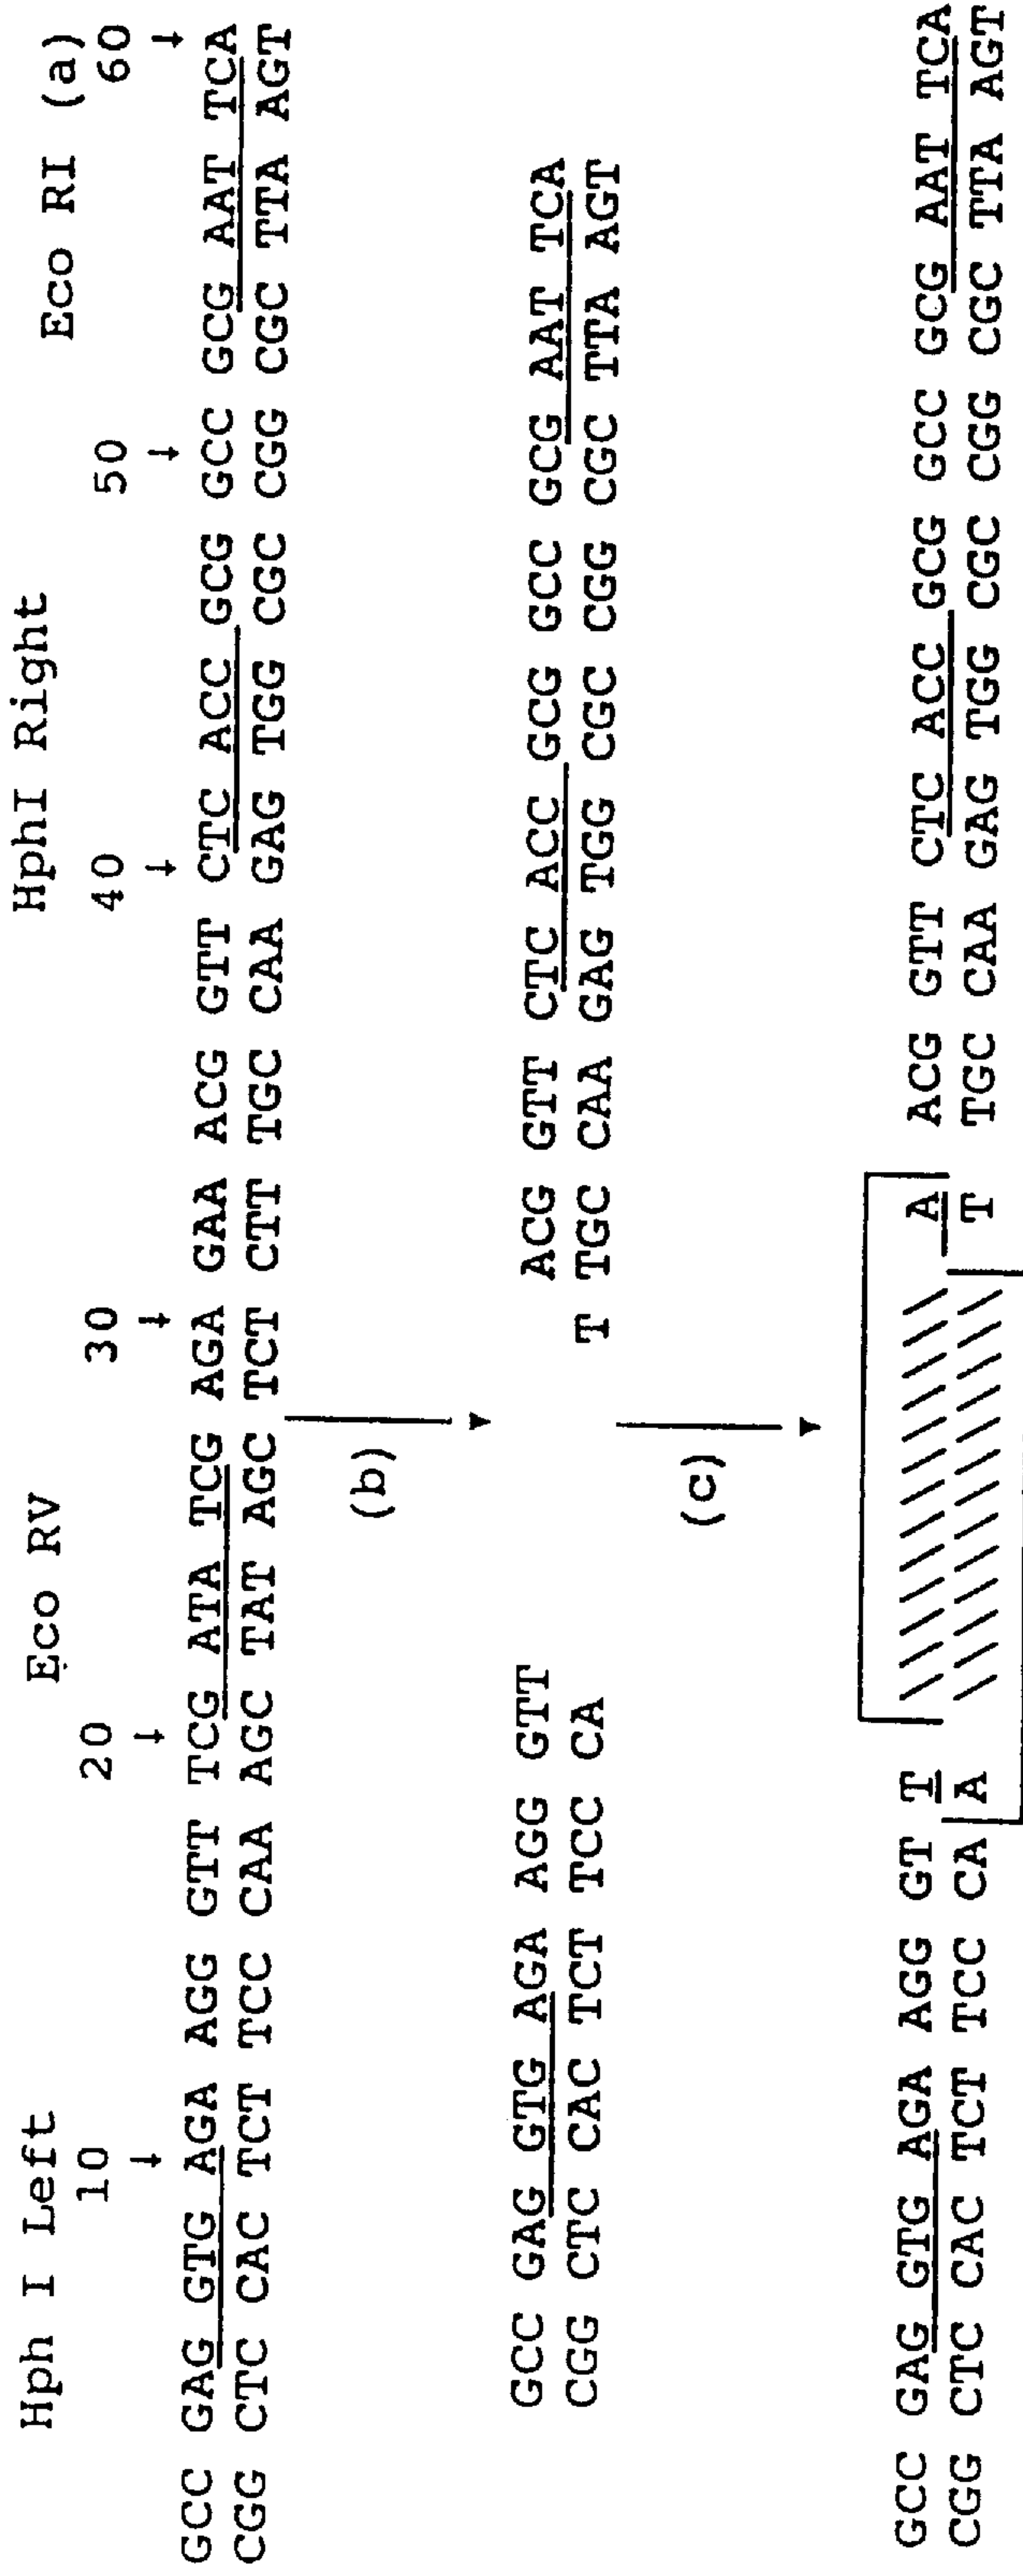 Hph I Left Eco RV HphI Right Eco RI (a)
10 20 30 40 50 60
GCC GAG GTG AGA AGG GTT TCG ATA TCG AGA GAA ACG GTT CTC ACC GCG GCC GCG AAT TCA
CGG CTC CAC TCT TCC CAA AGC TAT AGC TCT CTT TGC CAA GAG TGG CGC CGG CGC TTA AGT
(b)
GCC GAG GTG AGA AGG GTT ACG GTT CTC ACC GCG GCC GCG AAT TCA
CGG CTC CAC TCT TCC CA T TGC CAA GAG TGG CGC CGG CGC TTA AGT
(c)
GCC GAG GTG AGA AGG GT T A ACG GTT CTC ACC GCG GCC GCG AAT TCA
CGG CTC CAC TCT TCC CA A T TGC CAA GAG TGG CGC CGG CGC TTA AGT